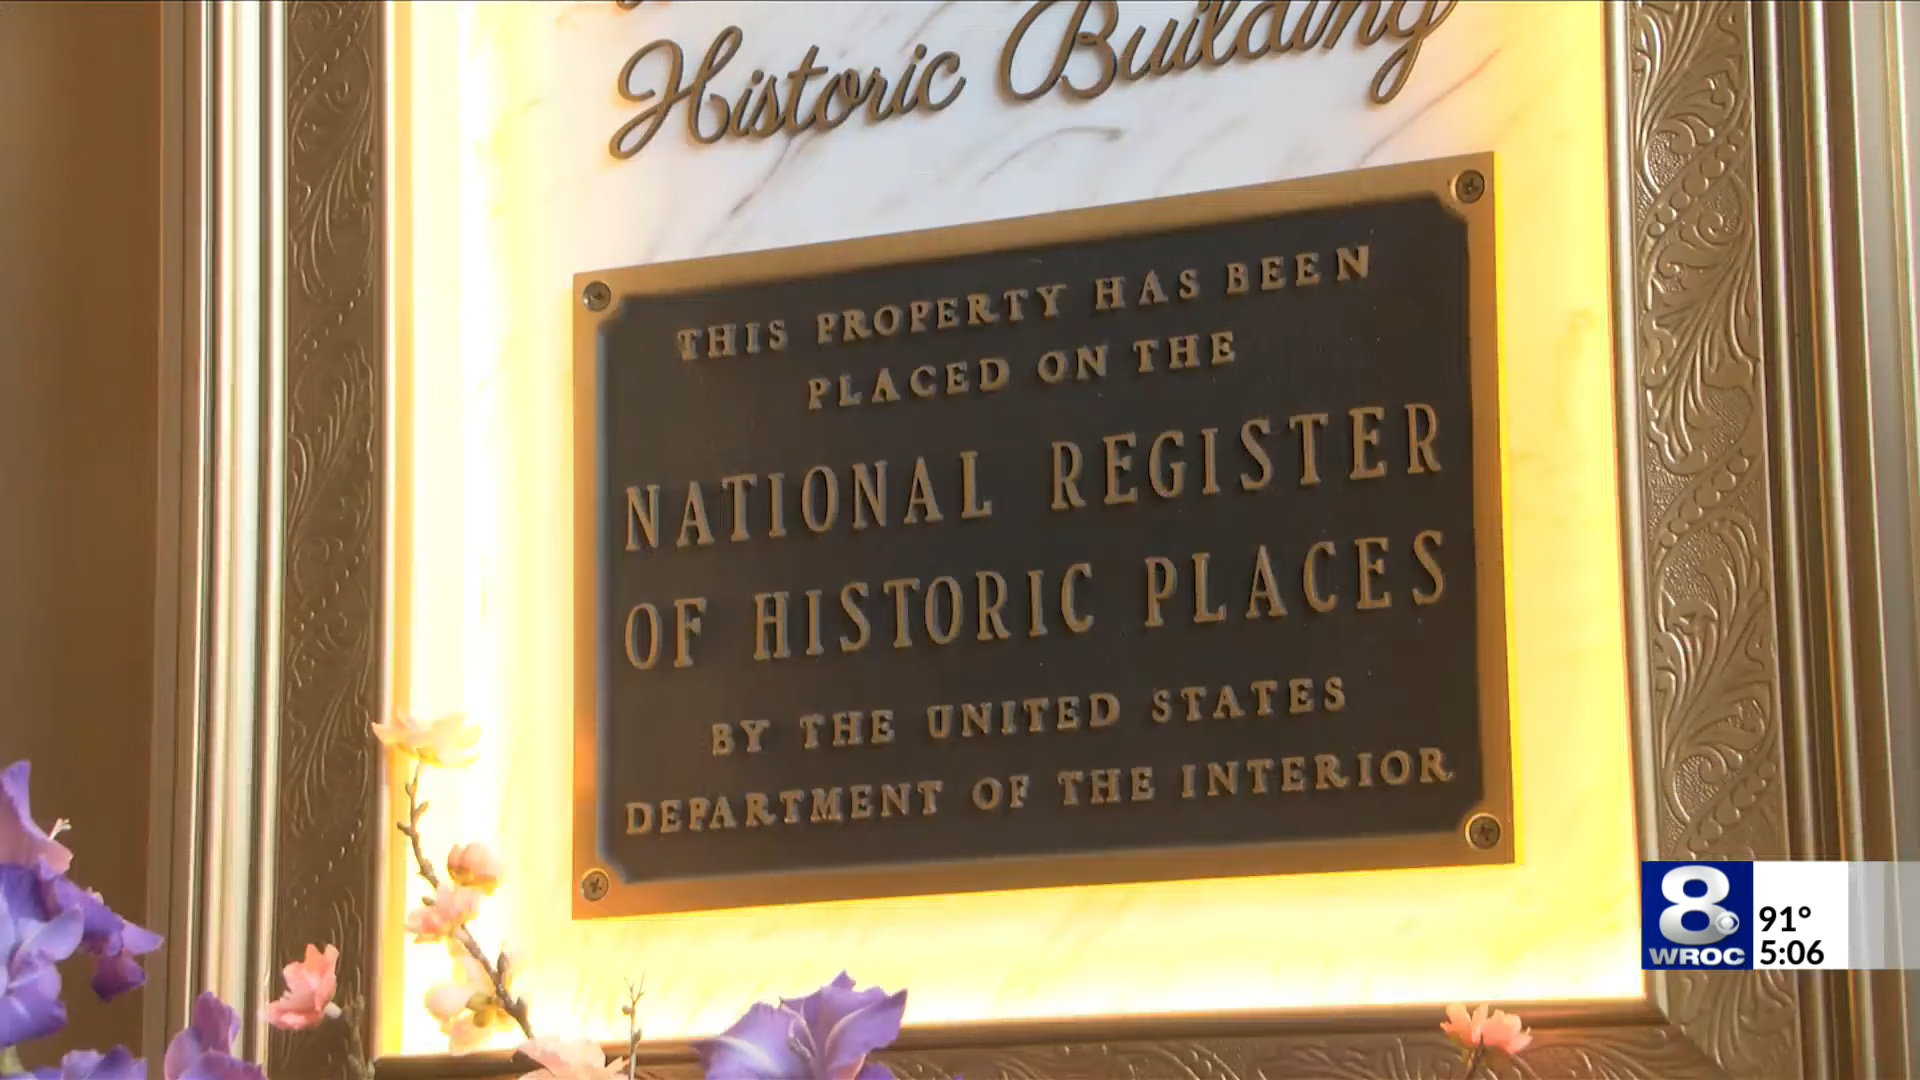 Historic Building
THIS PROPERTY HAS BEEN
PLACED ON THE
NATIONAL REGISTER
OF HISTORIC PLACES
BY THE UNITED STATES
DEPARTMENT OF THE INTERIOR
8
WROC
91°
5:06